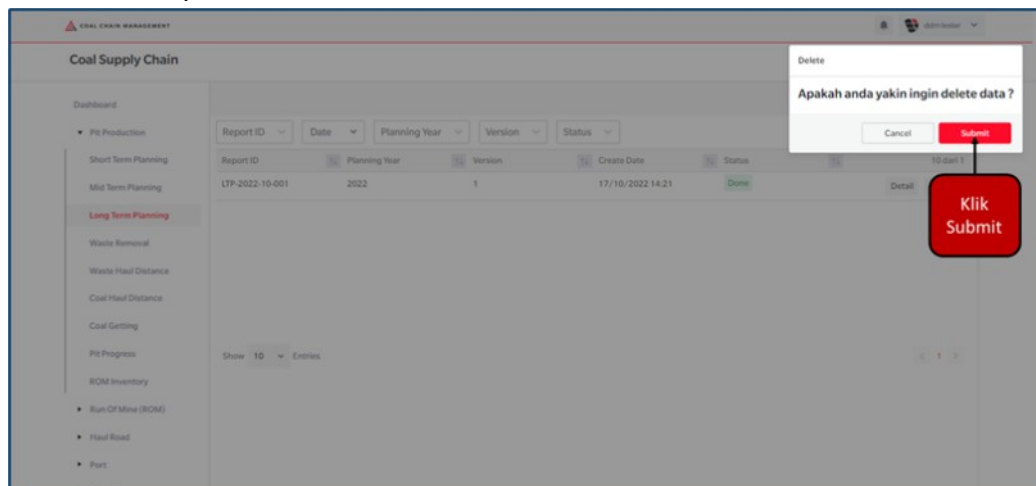 COAL CHAIN MANAGEMENT
ddm tester
Coal Supply Chain
Delete
Apakah anda yakin ingin delete data ?
Cancel
Submit
Dashboard
Pit Production
Short Term Planning
Mid Term Planning
Long Term Planning
Waste Removal
Waste Haul Distance
Coal Haul Distance
Coal Getting
Pit Progress
ROM Inventory
Run Of Mine (ROM)
Haul Road
Port
Report ID Date Planning Year Version Status
Report ID Planning Year Version Create Date Status 10 dari 1
LTP-2022-10-001 2022 1 17/10/2022 14:21 Done Detail
Klik
Submit
Show 10 Entries
< 1 >